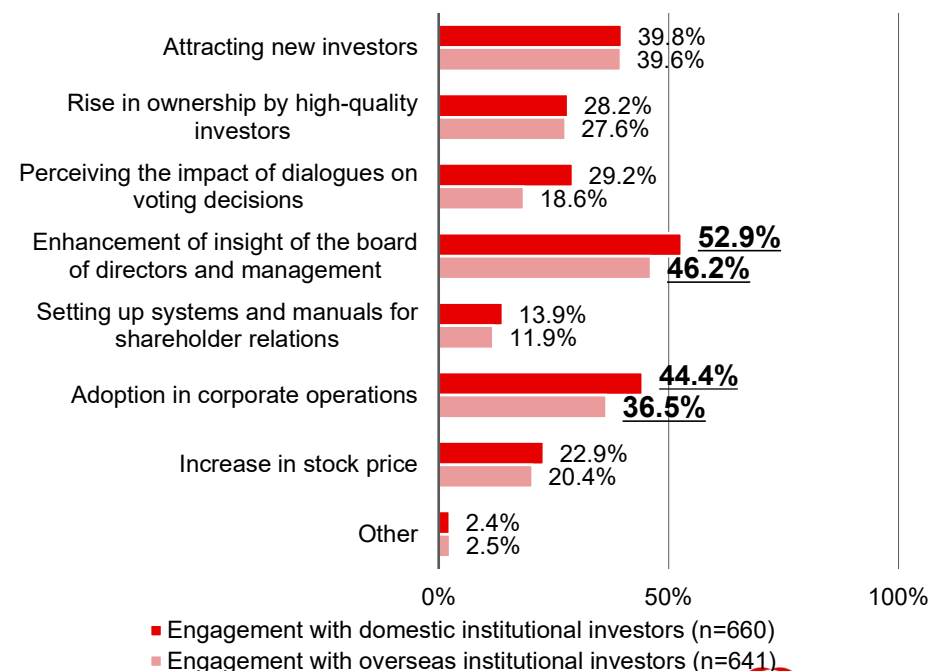 Attracting new investors
39.8%
39.6%
Rise in ownership by high-quality
investors
28.2%
27.6%
Perceiving the impact of dialogues on
voting decisions
29.2%
18.6%
Enhancement of insight of the board
of directors and management
52.9%
46.2%
Setting up systems and manuals for
shareholder relations
13.9%
11.9%
Adoption in corporate operations
44.4%
36.5%
Increase in stock price
22.9%
20.4%
Other
2.4%
2.5%
0% 50% 100%
Engagement with domestic institutional investors (n=660)
Engagement with overseas institutional investors (n=641)